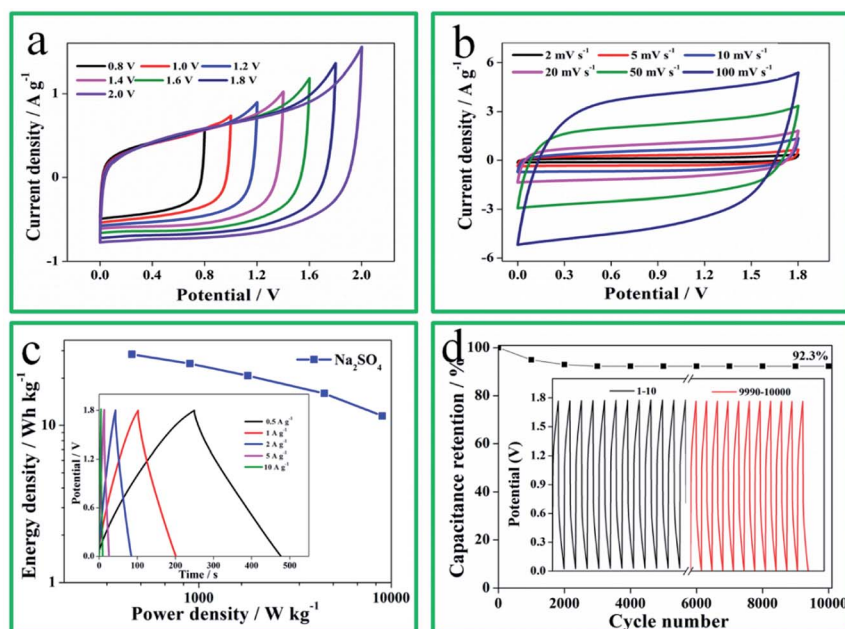 a
0.8 V 1.0 V 1.2 V
1.4 V 1.6 V 1.8 V
2.0 V
Current density / A g⁻¹
1
0
-1
0.0 0.4 0.8 1.2 1.6 2.0
Potential / V
b
2 mV s⁻¹ 5 mV s⁻¹ 10 mV s⁻¹
20 mV s⁻¹ 50 mV s⁻¹ 100 mV s⁻¹
Current density / A g⁻¹
6
3
0
-3
-6
0.0 0.3 0.6 0.9 1.2 1.5 1.8
Potential / V
c
Na₂SO₄
Energy density / Wh kg⁻¹
10
1
1000 10000
Power density / W kg⁻¹
Potential / V
1.8
1.2
0.6
0.0
0 100 200 300 400 500
Time / s
0.5 A g⁻¹
1 A g⁻¹
2 A g⁻¹
5 A g⁻¹
10 A g⁻¹
d
92.3%
Capacitance retention / %
100
80
60
40
20
0
0 2000 4000 6000 8000 10000
Cycle number
1-10 9990-10000
Potential (V)
1.8
1.5
1.2
0.9
0.6
0.3
0.0